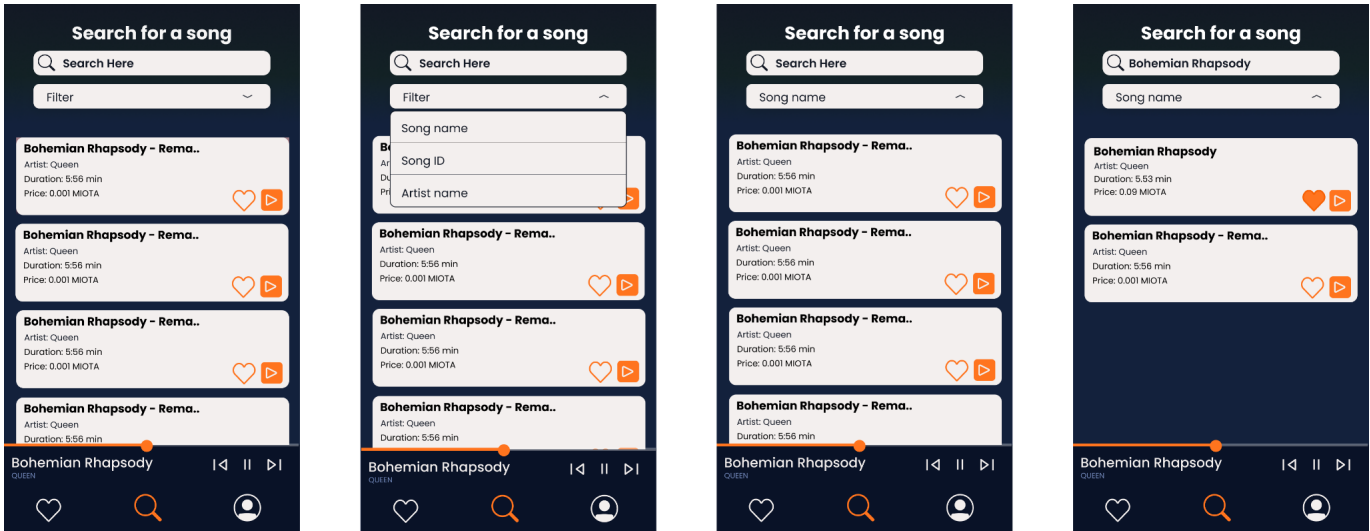 Search for a song
Search Here
Filter
Bohemian Rhapsody - Rema..
Artist: Queen
Duration: 5:56 min
Price: 0.001 MIOTA
Bohemian Rhapsody - Rema..
Artist: Queen
Duration: 5:56 min
Price: 0.001 MIOTA
Bohemian Rhapsody - Rema..
Artist: Queen
Duration: 5:56 min
Price: 0.001 MIOTA
Bohemian Rhapsody - Rema..
Artist: Queen
Duration: 5:56 min
Bohemian Rhapsody
QUEEN
Search for a song
Search Here
Filter
Song name
Song ID
Artist name
Bo
Ar
Du
Pri
Bohemian Rhapsody - Rema..
Artist: Queen
Duration: 5:56 min
Price: 0.001 MIOTA
Bohemian Rhapsody - Rema..
Artist: Queen
Duration: 5:56 min
Price: 0.001 MIOTA
Bohemian Rhapsody - Rema..
Artist: Queen
Duration: 5:56 min
Bohemian Rhapsody
QUEEN
Search for a song
Search Here
Song name
Bohemian Rhapsody - Rema..
Artist: Queen
Duration: 5:56 min
Price: 0.001 MIOTA
Bohemian Rhapsody - Rema..
Artist: Queen
Duration: 5:56 min
Price: 0.001 MIOTA
Bohemian Rhapsody - Rema..
Artist: Queen
Duration: 5:56 min
Price: 0.001 MIOTA
Bohemian Rhapsody - Rema..
Artist: Queen
Duration: 5:56 min
Bohemian Rhapsody
QUEEN
Search for a song
Bohemian Rhapsody
Song name
Bohemian Rhapsody
Artist: Queen
Duration: 5.53 min
Price: 0.09 MIOTA
Bohemian Rhapsody - Rema..
Artist: Queen
Duration: 5:56 min
Price: 0.001 MIOTA
Bohemian Rhapsody
QUEEN